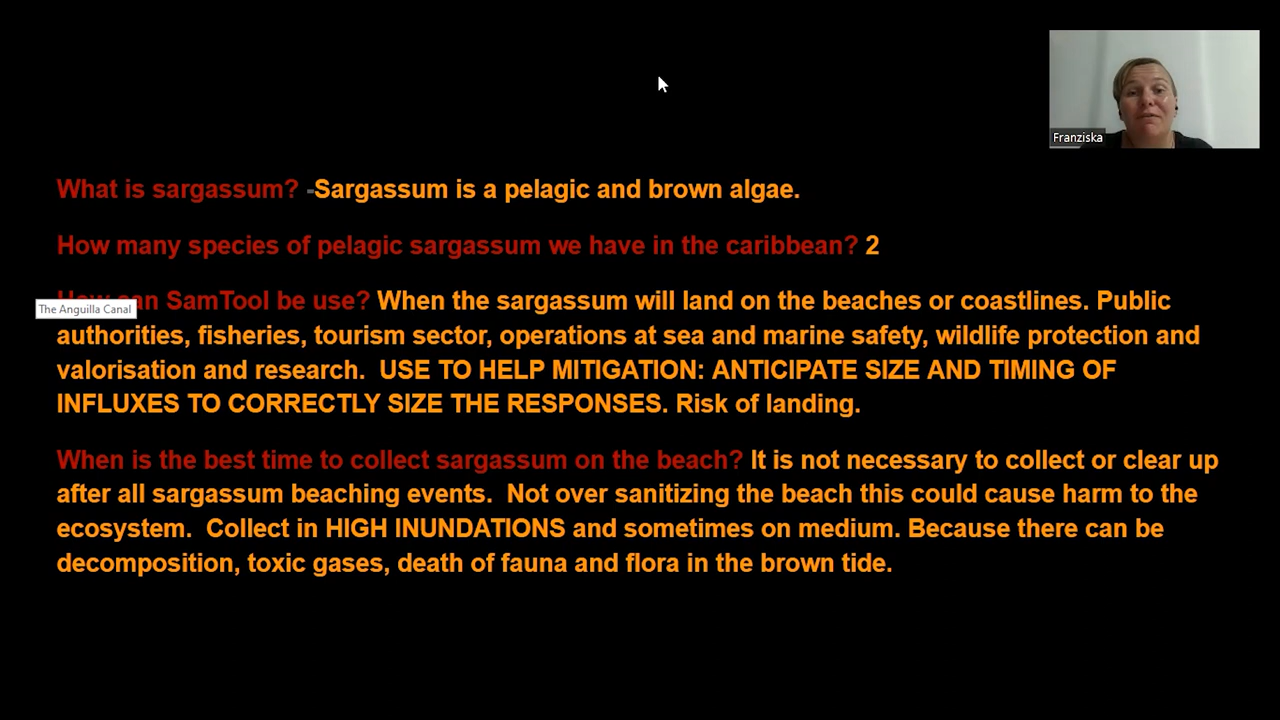 Franziska
What is sargassum? -Sargassum is a pelagic and brown algae.
How many species of pelagic sargassum we have in the caribbean? 2
The Anguilla Canal
an SamTool be use? When the sargassum will land on the beaches or coastlines. Public
authorities, fisheries, tourism sector, operations at sea and marine safety, wildlife protection and
valorisation and research. USE TO HELP MITIGATION: ANTICIPATE SIZE AND TIMING OF
INFLUXES TO CORRECTLY SIZE THE RESPONSES. Risk of landing.
When is the best time to collect sargassum on the beach? It is not necessary to collect or clear up
after all sargassum beaching events. Not over sanitizing the beach this could cause harm to the
ecosystem. Collect in HIGH INUNDATIONS and sometimes on medium. Because there can be
decomposition, toxic gases, death of fauna and flora in the brown tide.